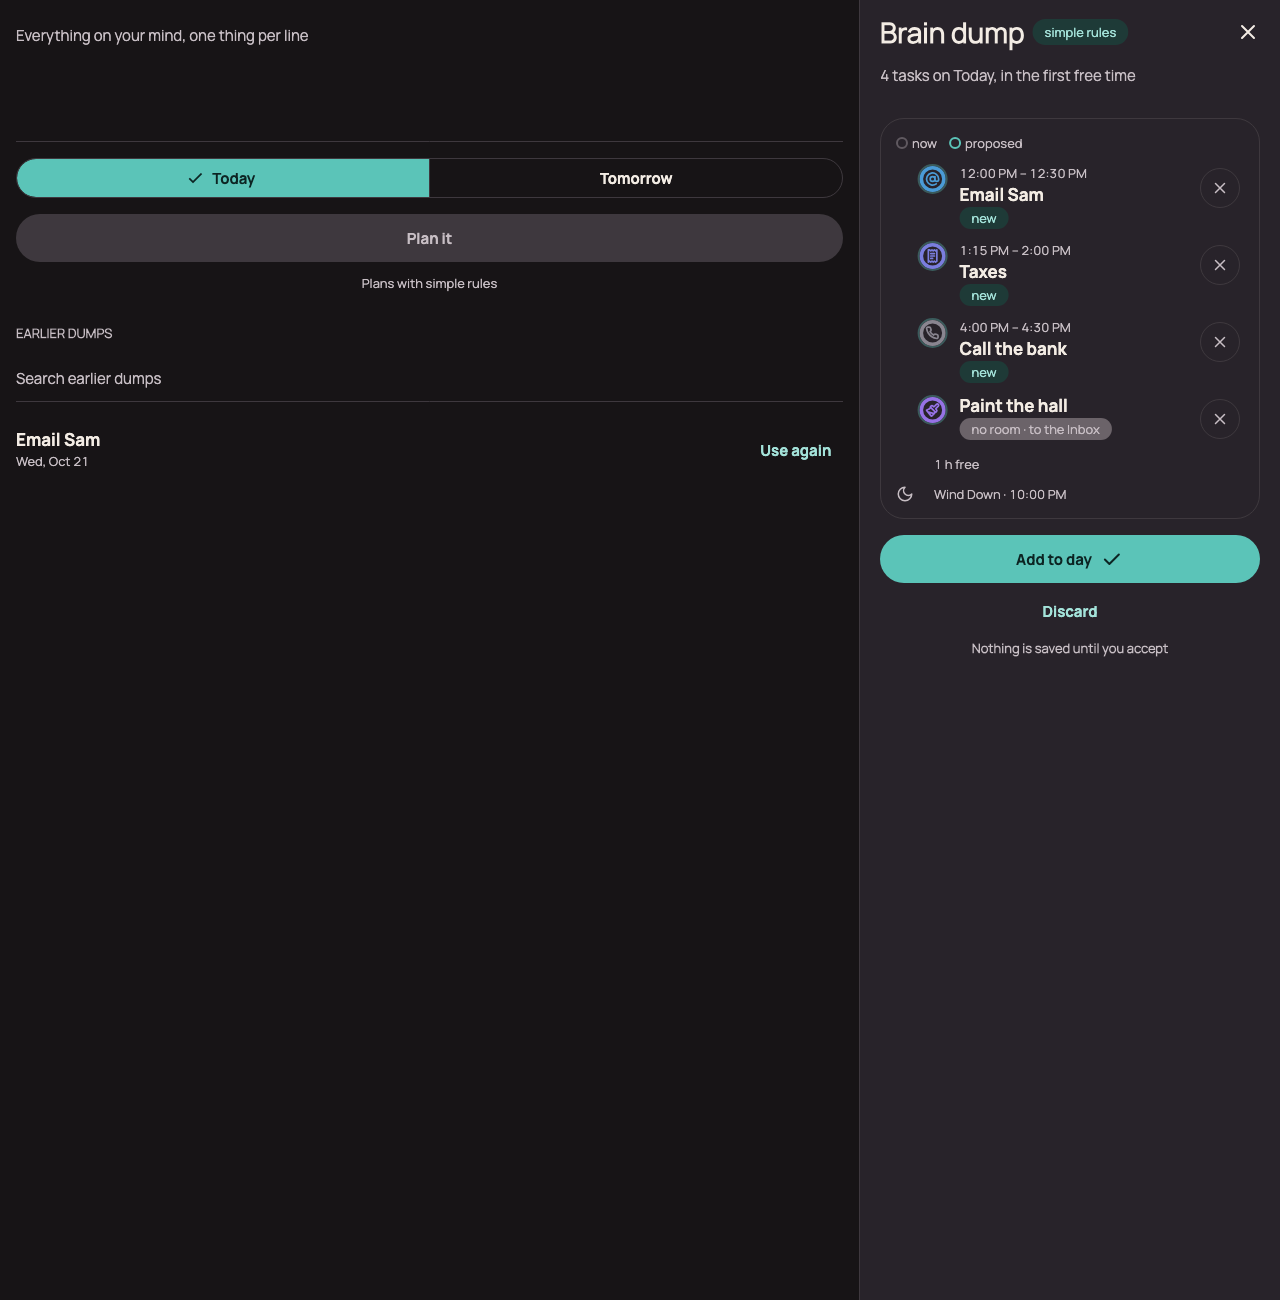 Everything on your mind, one thing per line
Today
Tomorrow
Plan it
Plans with simple rules
EARLIER DUMPS
Search earlier dumps
Email Sam
Wed, Oct 21
Use again
Brain dump
simple rules
4 tasks on Today, in the first free time
now
proposed
12:00 PM – 12:30 PM
Email Sam
new
1:15 PM – 2:00 PM
Taxes
new
4:00 PM – 4:30 PM
Call the bank
new
Paint the hall
no room · to the Inbox
1 h free
Wind Down · 10:00 PM
Add to day
Discard
Nothing is saved until you accept